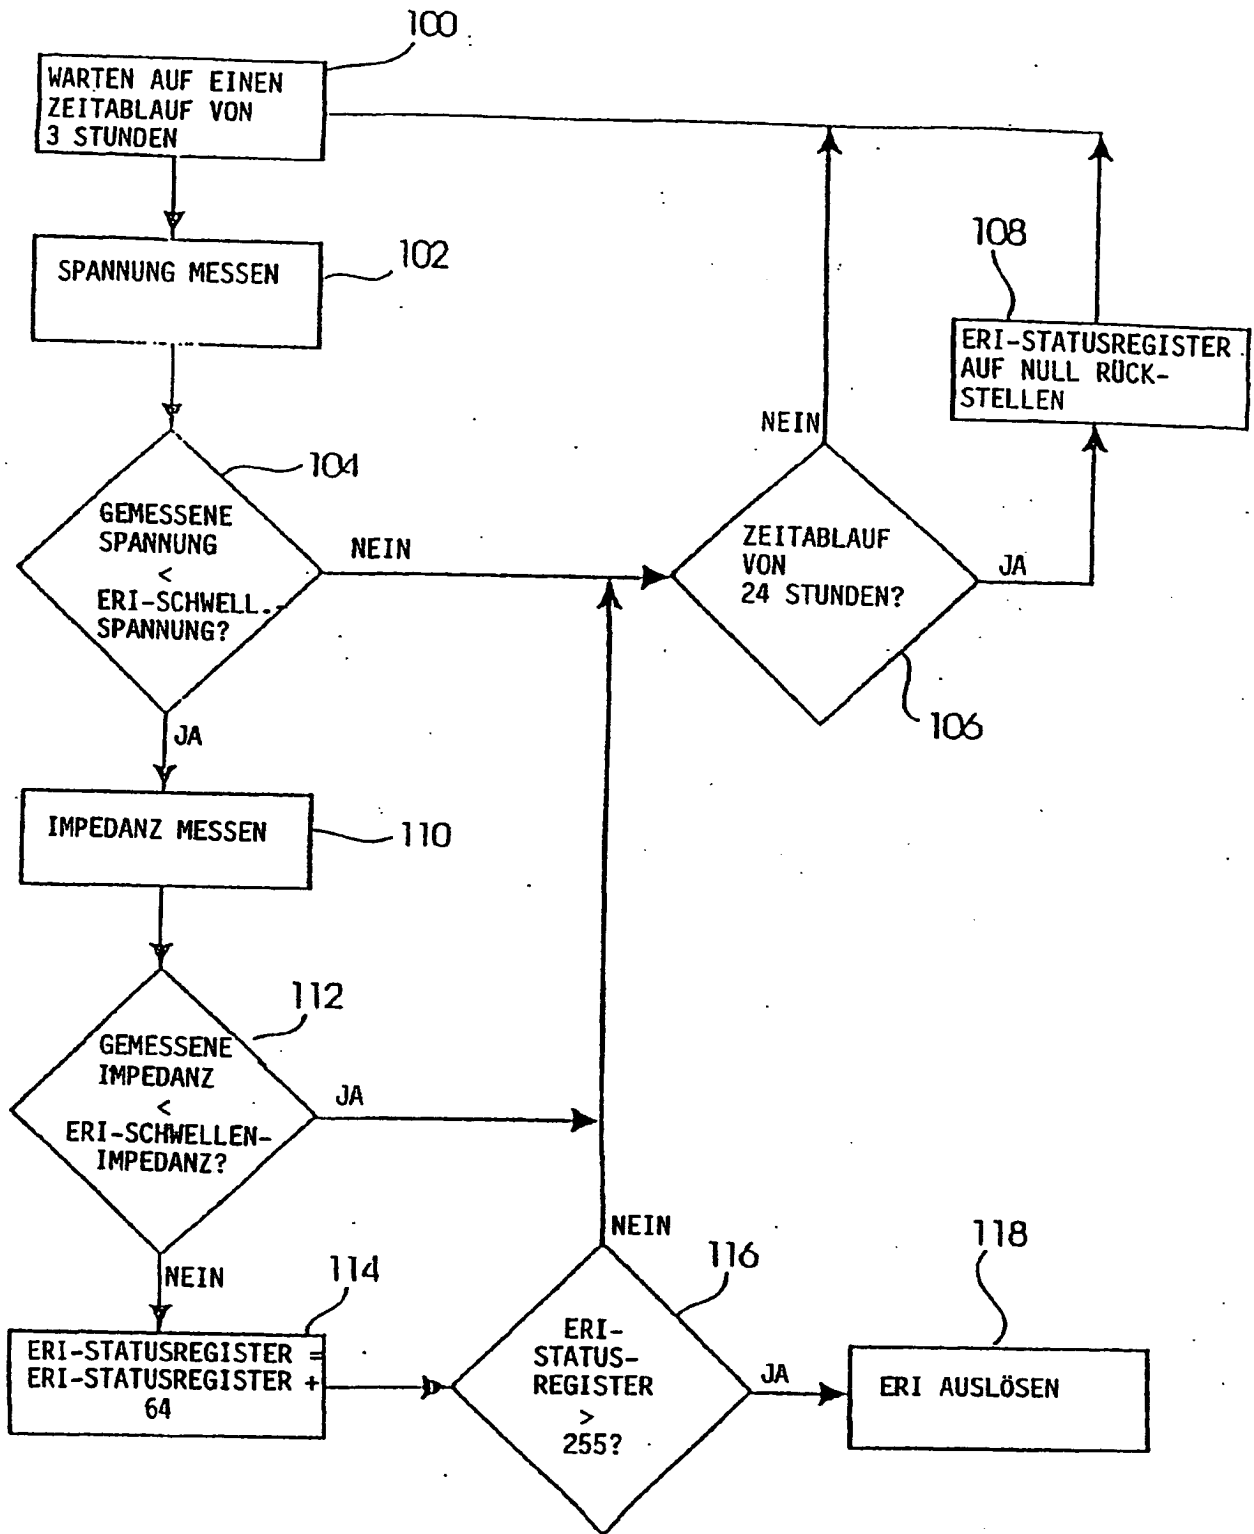 100
WARTEN AUF EINEN
ZEITABLAUF VON
3 STUNDEN
102
SPANNUNG MESSEN
108
ERI-STATUSREGISTER
AUF NULL RÜCK-
STELLEN
104
GEMESSENE
SPANNUNG
<
ERI-SCHWELL.-
SPANNUNG?
NEIN
NEIN
ZEITABLAUF
VON
24 STUNDEN?
JA
106
JA
IMPEDANZ MESSEN
110
112
GEMESSENE
IMPEDANZ
<
ERI-SCHWELLEN-
IMPEDANZ?
JA
NEIN
114
ERI-STATUSREGISTER =
ERI-STATUSREGISTER +
64
NEIN
116
ERI-
STATUS-
REGISTER
>
255?
JA
118
ERI AUSLÖSEN